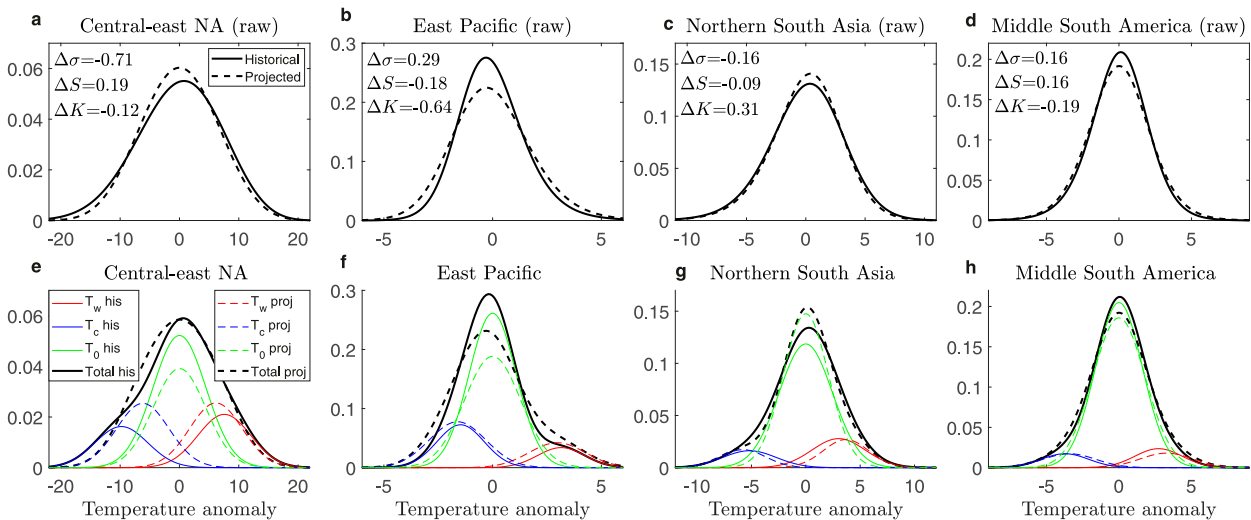 a Central-east NA (raw)
Δσ=-0.71
ΔS=0.19
ΔK=-0.12
Historical
Projected
0.06
0.04
0.02
0
-20 -10 0 10 20
b East Pacific (raw)
Δσ=0.29
ΔS=-0.18
ΔK=-0.64
0.3
0.2
0.1
0
-5 0 5
c Northern South Asia (raw)
Δσ=-0.16
ΔS=-0.09
ΔK=0.31
0.15
0.1
0.05
0
-10 -5 0 5 10
d Middle South America (raw)
Δσ=0.16
ΔS=0.16
ΔK=-0.19
0.2
0.15
0.1
0.05
0
-5 0 5
e Central-east NA
T_w his
T_c his
T_0 his
Total his
T_w proj
T_c proj
T_0 proj
Total proj
0.06
0.04
0.02
0
-20 -10 0 10 20
Temperature anomaly
f East Pacific
0.3
0.2
0.1
0
-5 0 5
Temperature anomaly
g Northern South Asia
0.15
0.1
0.05
0
-10 -5 0 5 10
Temperature anomaly
h Middle South America
0.2
0.15
0.1
0.05
0
-5 0 5
Temperature anomaly